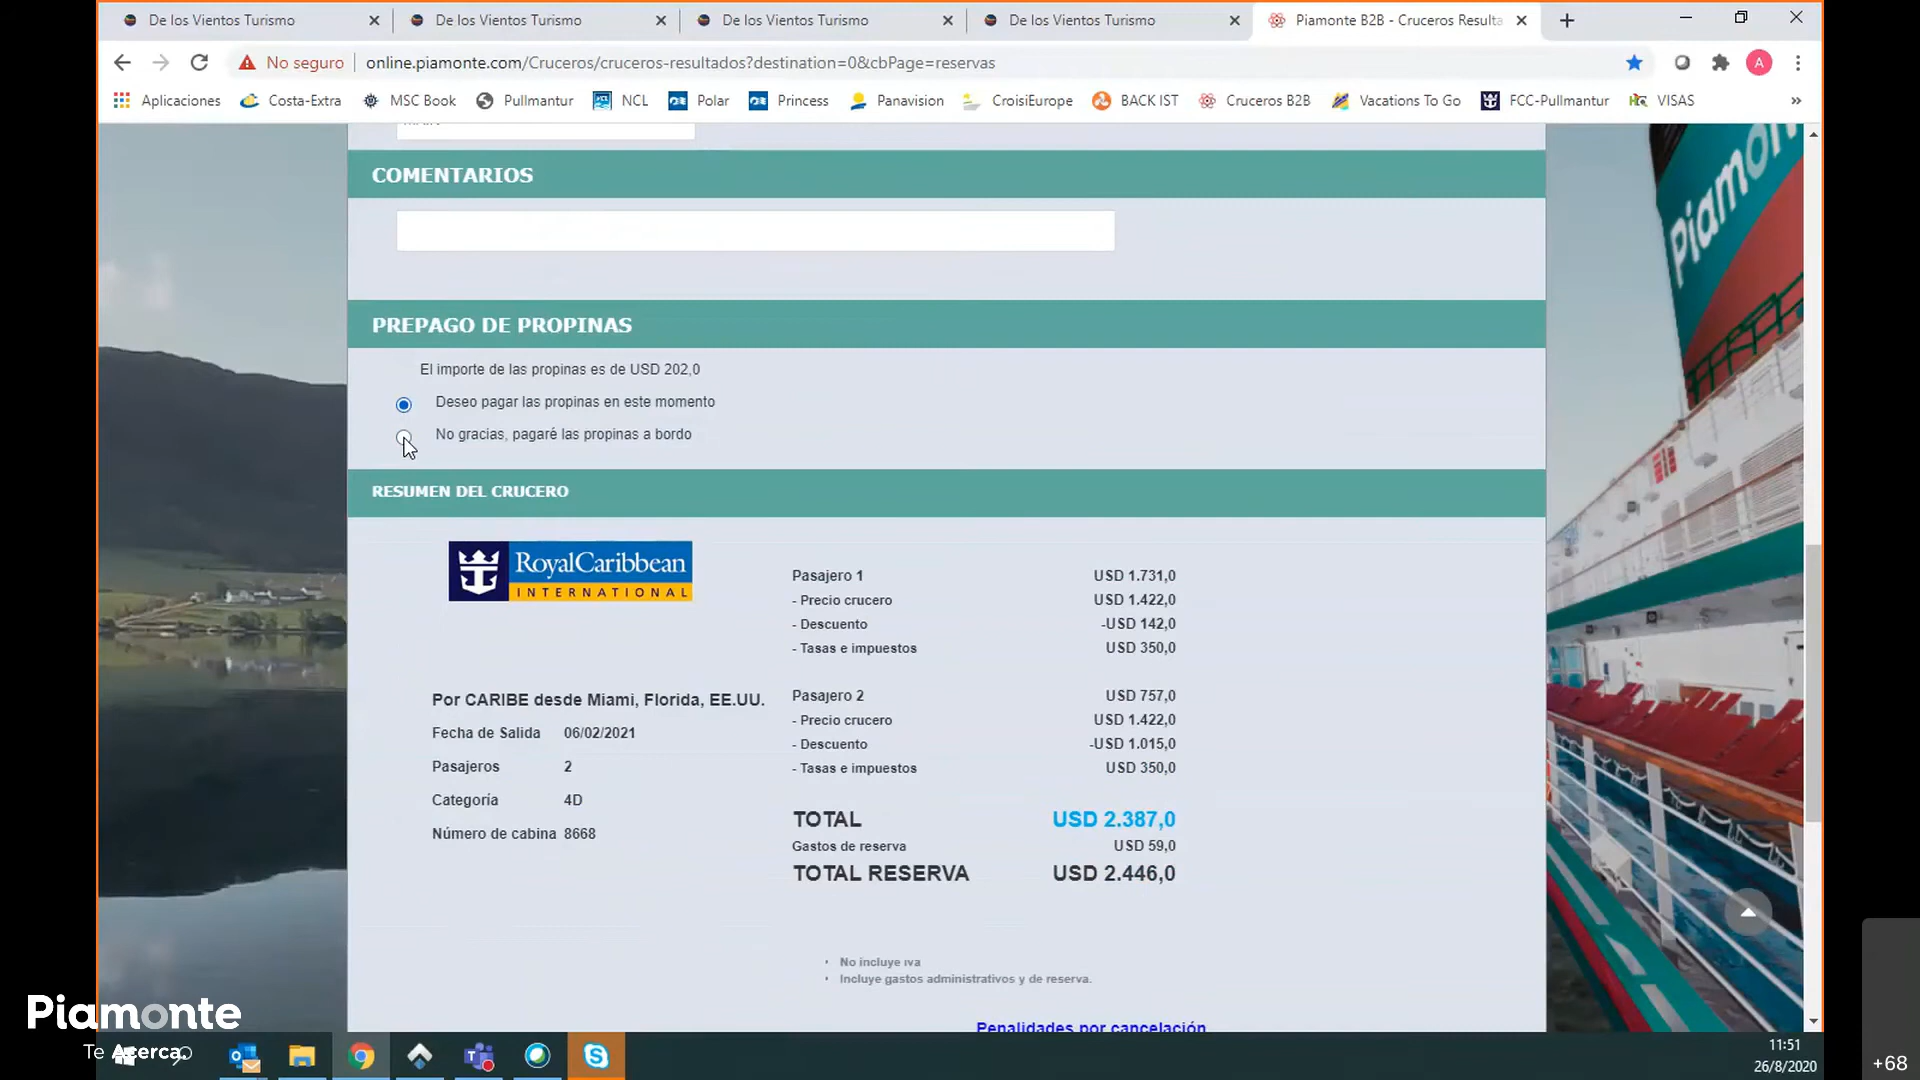 De los Vientos Turismo
De los Vientos Turismo
De los Vientos Turismo
De los Vientos Turismo
Piamonte B2B - Cruceros Resulta
No seguro
online.piamonte.com/Cruceros/cruceros-resultados?destination=0&cbPage=reservas
A
Aplicaciones
Costa-Extra
MSC Book
Pullmantur
NCL
Polar
Princess
Panavision
CroisiEurope
BACK IST
Cruceros B2B
Vacations To Go
FCC-Pullmantur
VISAS
»
COMENTARIOS
PREPAGO DE PROPINAS
El importe de las propinas es de USD 202,0
Deseo pagar las propinas en este momento
No gracias, pagaré las propinas a bordo
RESUMEN DEL CRUCERO
RoyalCaribbean
INTERNATIONAL
Por CARIBE desde Miami, Florida, EE.UU.
Fecha de Salida 06/02/2021
Pasajeros 2
Categoría 4D
Número de cabina 8668
Pasajero 1 USD 1.731,0
- Precio crucero USD 1.422,0
- Descuento -USD 142,0
- Tasas e impuestos USD 350,0
Pasajero 2 USD 757,0
- Precio crucero USD 1.422,0
- Descuento -USD 1.015,0
- Tasas e impuestos USD 350,0
TOTAL USD 2.387,0
Gastos de reserva USD 59,0
TOTAL RESERVA USD 2.446,0
No incluye iva
Incluye gastos administrativos y de reserva.
Penalidades por cancelación
Piamon
Piamonte
Te Acerca.
11:51
26/8/2020
+68